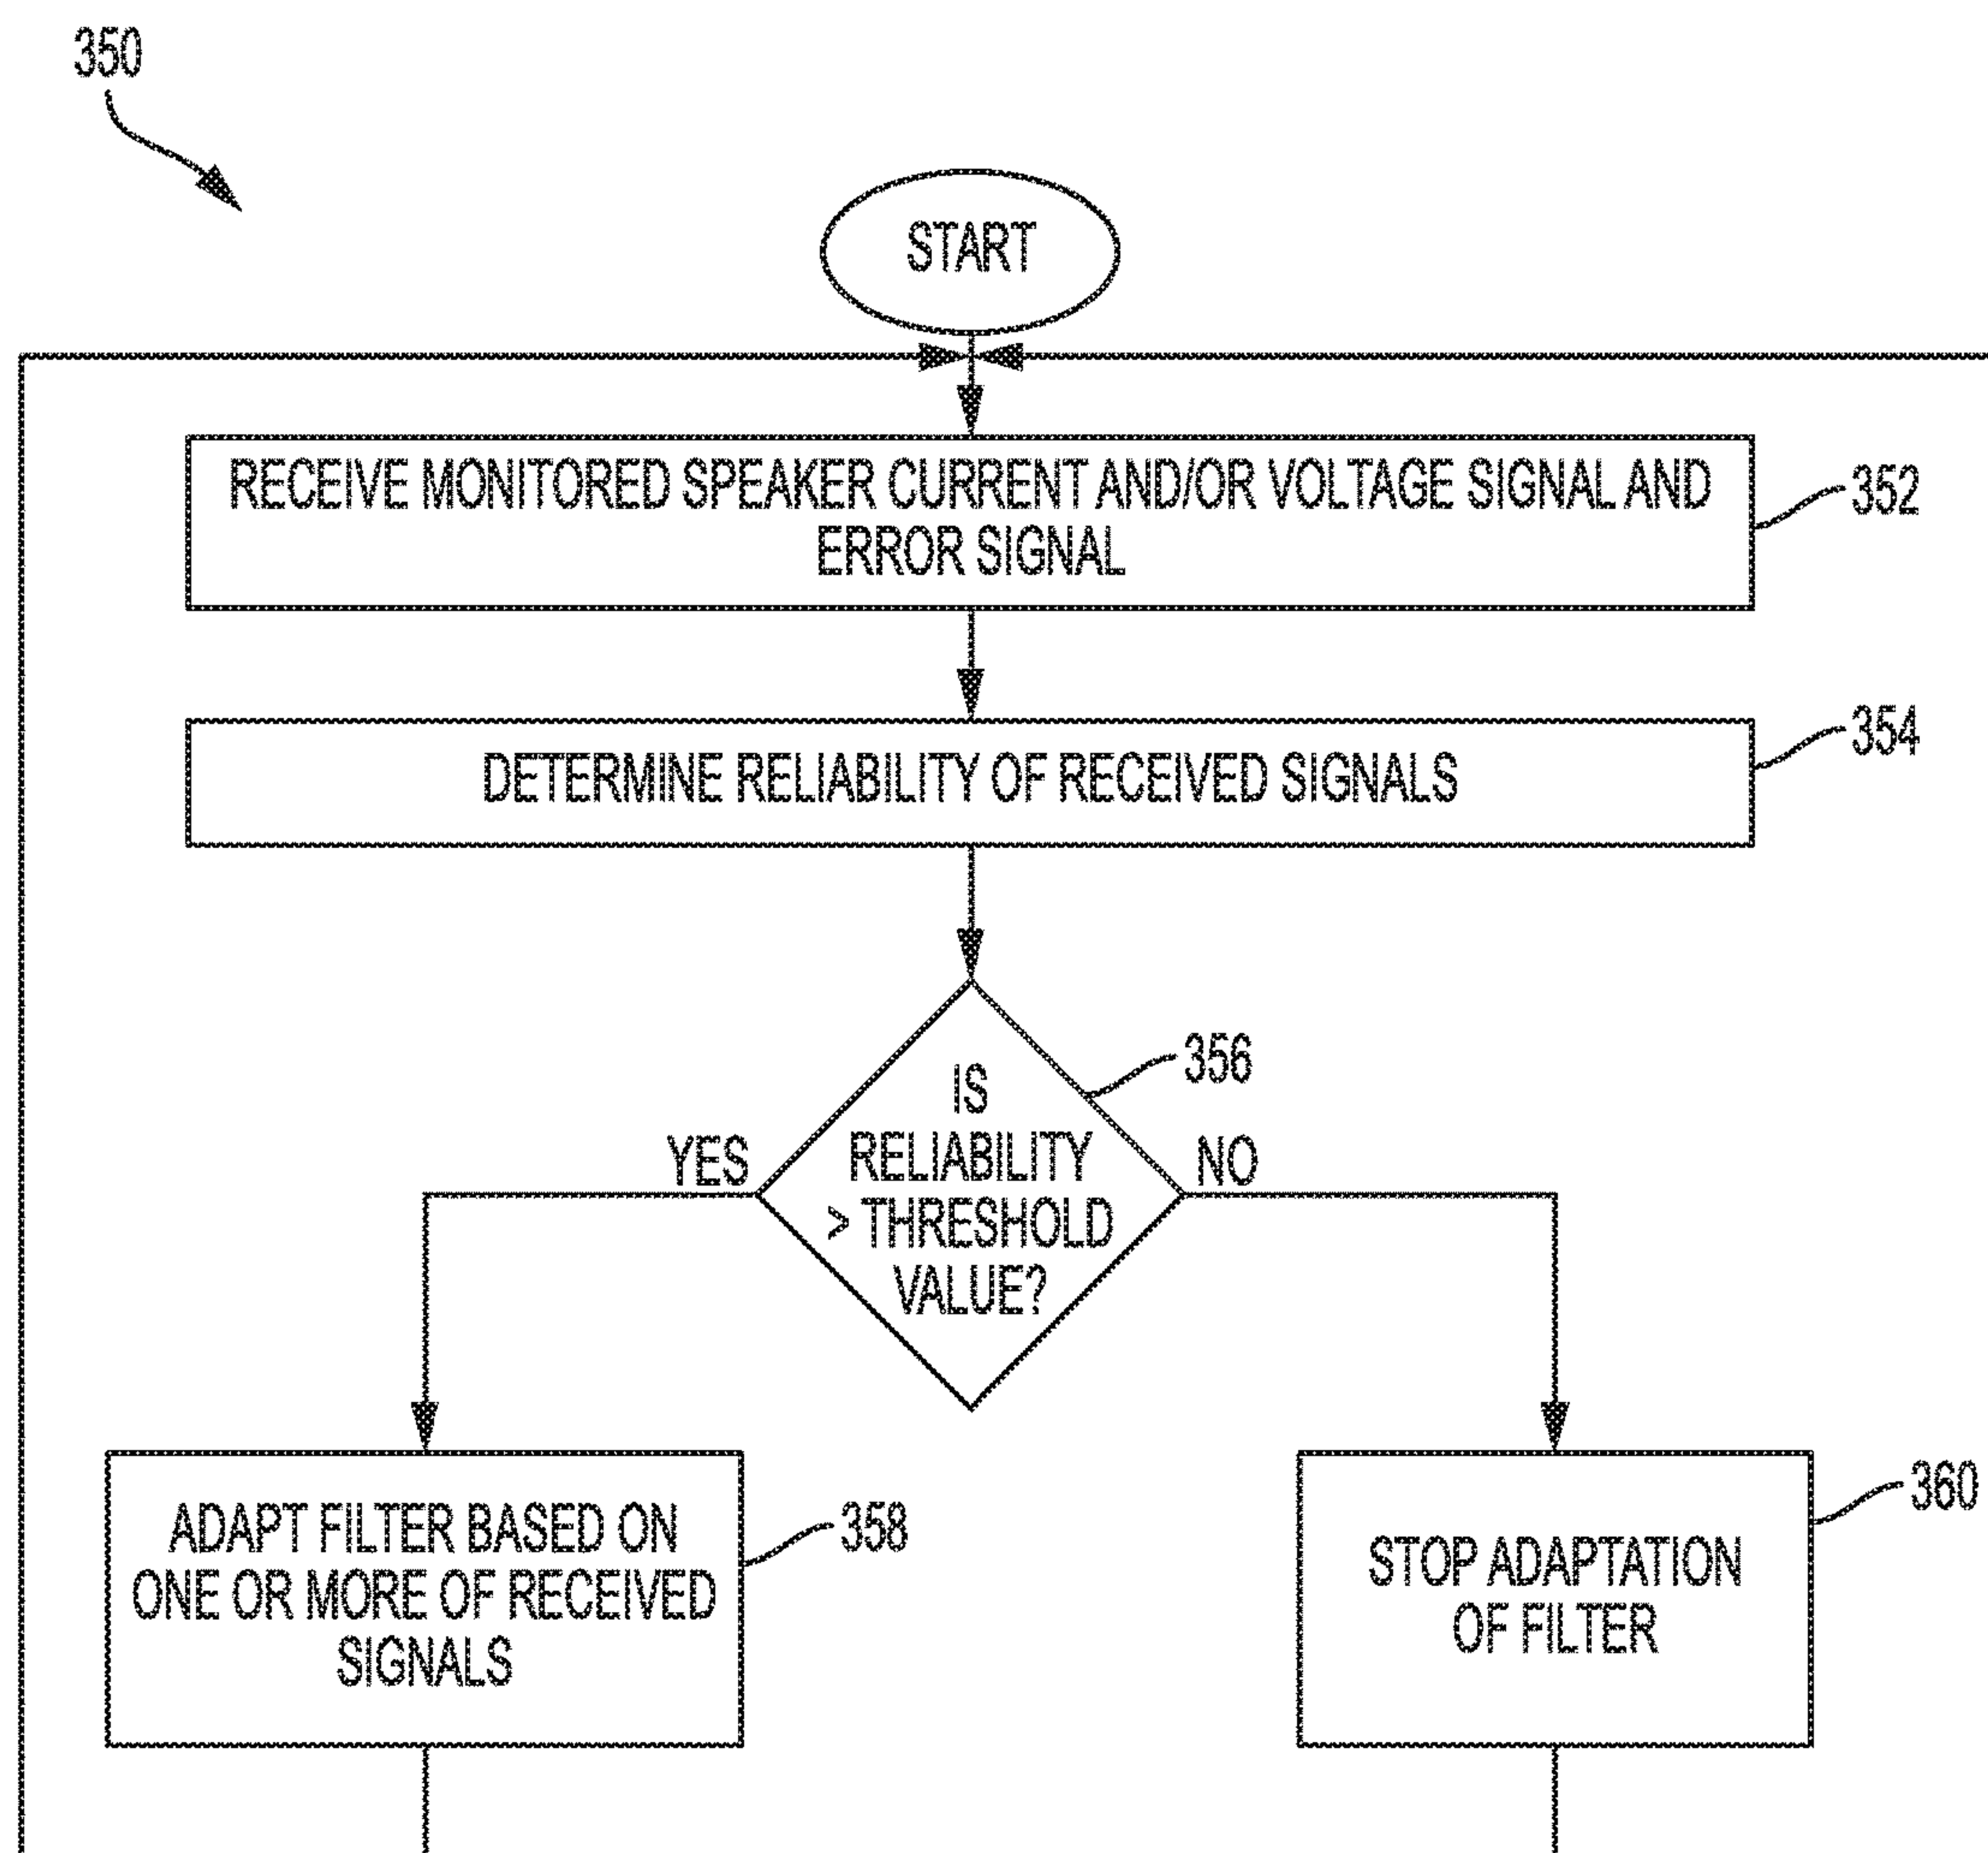 350
START
RECEIVE MONITORED SPEAKER CURRENT AND/OR VOLTAGE SIGNAL AND
ERROR SIGNAL
352
DETERMINE RELIABILITY OF RECEIVED SIGNALS
354
IS
RELIABILITY
> THRESHOLD
VALUE?
356
YES
NO
ADAPT FILTER BASED ON
ONE OR MORE OF RECEIVED
SIGNALS
358
STOP ADAPTATION
OF FILTER
360